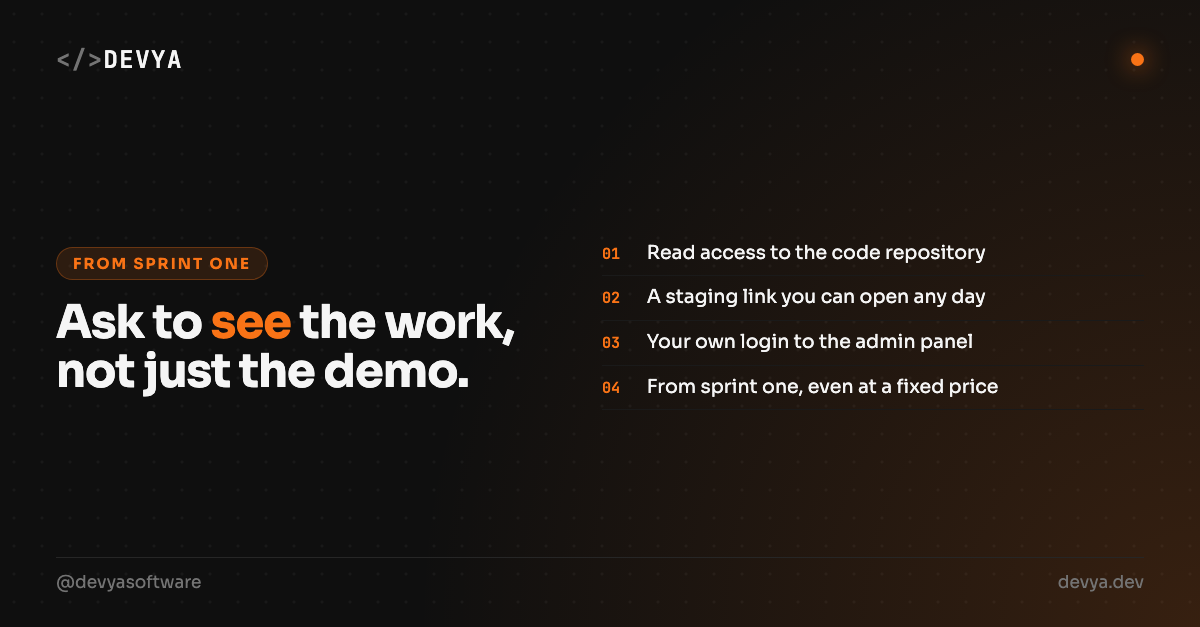 </>DEVYA
FROM SPRINT ONE
Ask to see the work,
not just the demo.
01 Read access to the code repository
02 A staging link you can open any day
03 Your own login to the admin panel
04 From sprint one, even at a fixed price
@devyasoftware
devya.dev